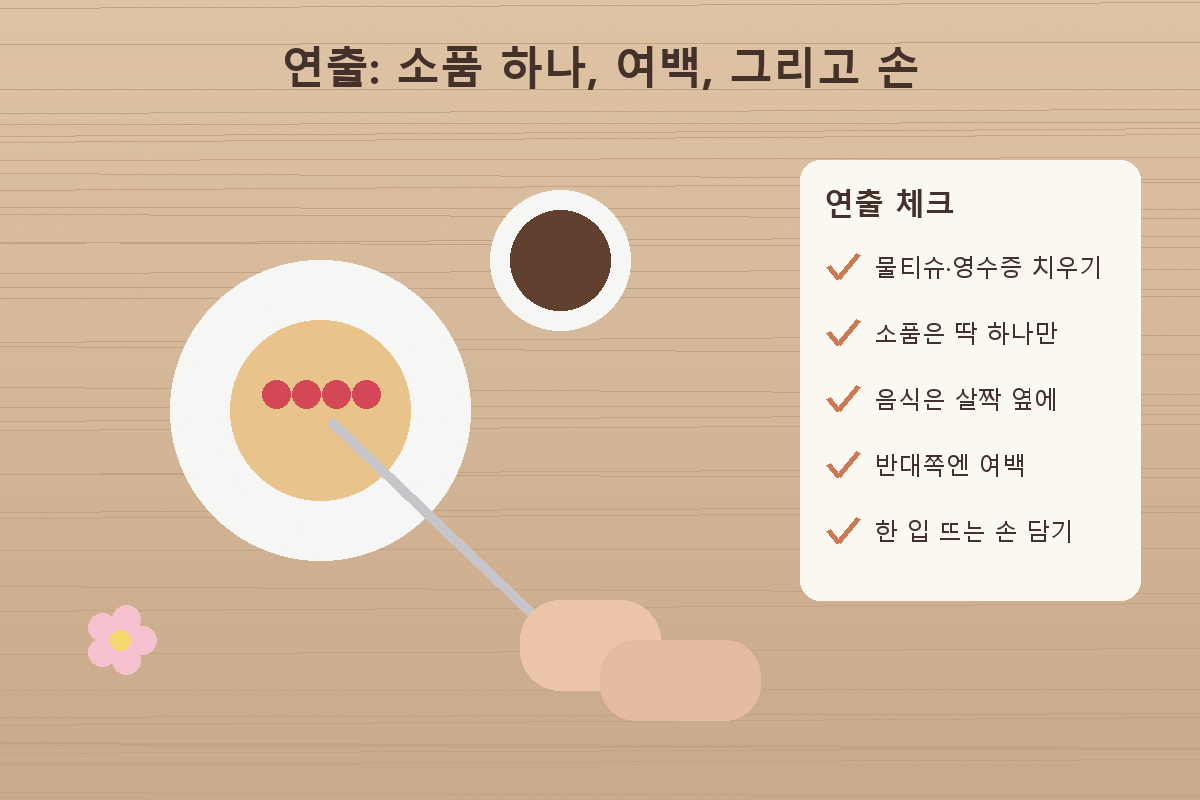 연출: 소품 하나, 여백, 그리고 손
연출 체크
물티슈·영수증 치우기
소품은 딱 하나만
음식은 살짝 옆에
반대쪽엔 여백
한 입 뜨는 손 담기